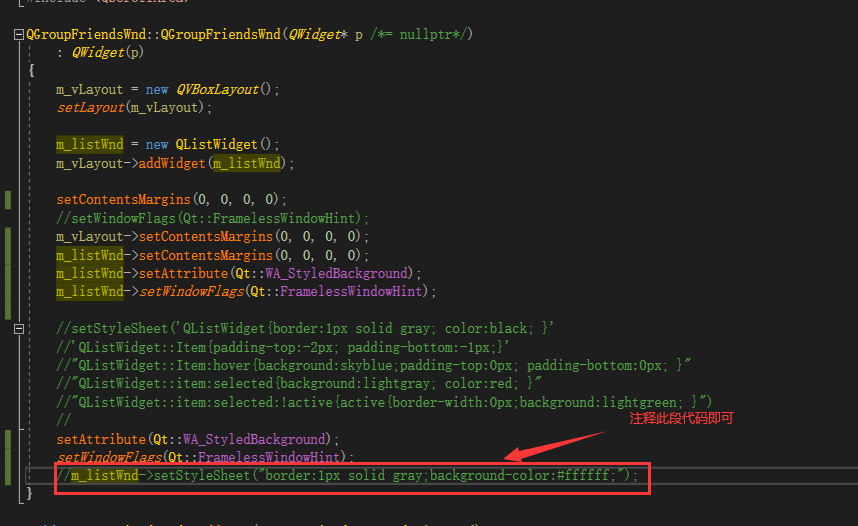 QGroupFriendsWnd::QGroupFriendsWnd(QWidget* p /*= nullptr*/)
: QWidget(p)
{
m_vLayout = new QVBoxLayout();
setLayout(m_vLayout);
m_listWnd = new QListWidget();
m_vLayout->addWidget(m_listWnd);
setContentsMargins(0, 0, 0, 0);
//setWindowFlags(Qt::FramelessWindowHint);
m_vLayout->setContentsMargins(0, 0, 0, 0);
m_listWnd->setContentsMargins(0, 0, 0, 0);
m_listWnd->setAttribute(Qt::WA_StyledBackground);
m_listWnd->setWindowFlags(Qt::FramelessWindowHint);
//setStyleSheet('QListWidget{border:1px solid gray; color:black; }'
//'QListWidget::Item{padding-top:-2px; padding-bottom:-1px;}'
//"QListWidget::Item:hover{background:skyblue;padding-top:0px; padding-bottom:0px; }"
//"QListWidget::item:selected{background:lightgray; color:red; }"
//"QListWidget::item:selected:!active{active{border-width:0px;background:lightgreen; }")
//
注释此段代码即可
setAttribute(Qt::WA_StyledBackground);
setWindowFlags(Qt::FramelessWindowHint);
//m_listWnd->setStyleSheet("border:1px solid gray;background-color:#ffffff;");
}